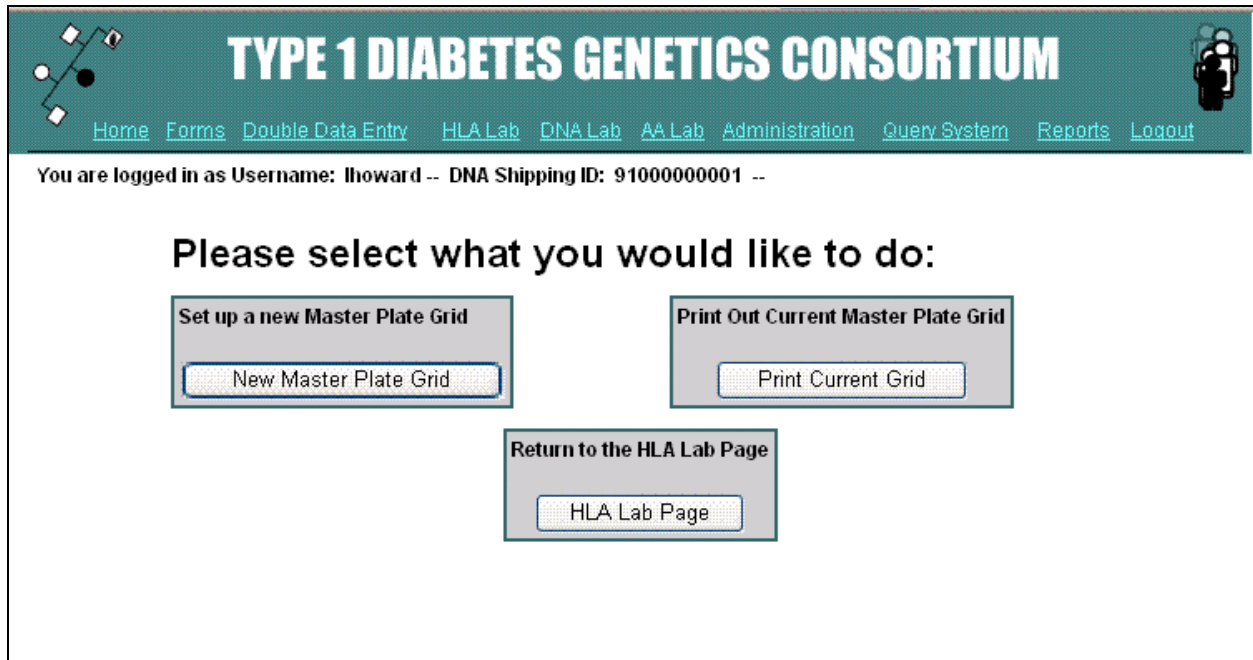 TYPE 1 DIABETES GENETICS CONSORTIUM
Home Forms Double Data Entry HLA Lab DNA Lab AA Lab Administration Query System Reports Logout
You are logged in as Username: lhoward -- DNA Shipping ID: 91000000001 --
Please select what you would like to do:
Set up a new Master Plate Grid
New Master Plate Grid
Print Out Current Master Plate Grid
Print Current Grid
Return to the HLA Lab Page
HLA Lab Page